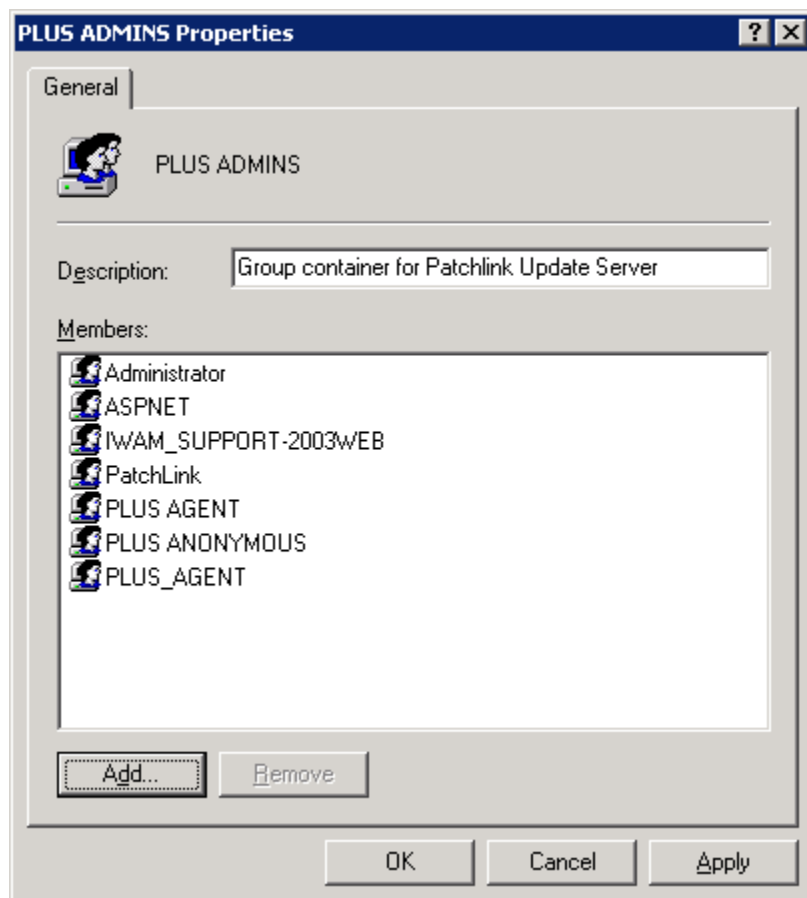 PLUS ADMINS Properties
General
PLUS ADMINS
Description: Group container for Patchlink Update Server
Members:
Administrator
ASPNET
IWAM_SUPPORT-2003WEB
PatchLink
PLUS AGENT
PLUS ANONYMOUS
PLUS_AGENT
Add... Remove
OK Cancel Apply